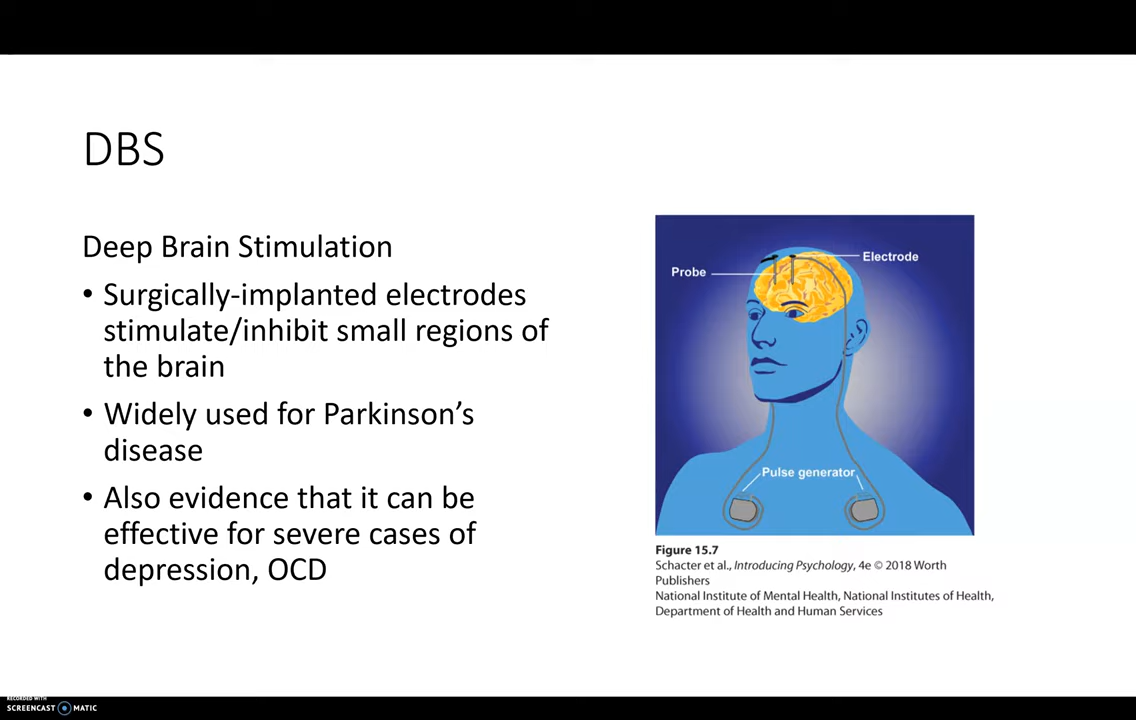 DBS
Deep Brain Stimulation
• Surgically-implanted electrodes
stimulate/inhibit small regions of
the brain
• Widely used for Parkinson’s
disease
• Also evidence that it can be
effective for severe cases of
depression, OCD
Electrode
Probe
Pulse generator
Figure 15.7
Schacter et al., Introducing Psychology, 4e © 2018 Worth
Publishers
National Institute of Mental Health, National Institutes of Health,
Department of Health and Human Services
RECORDED WITH
SCREENCAST MATIC